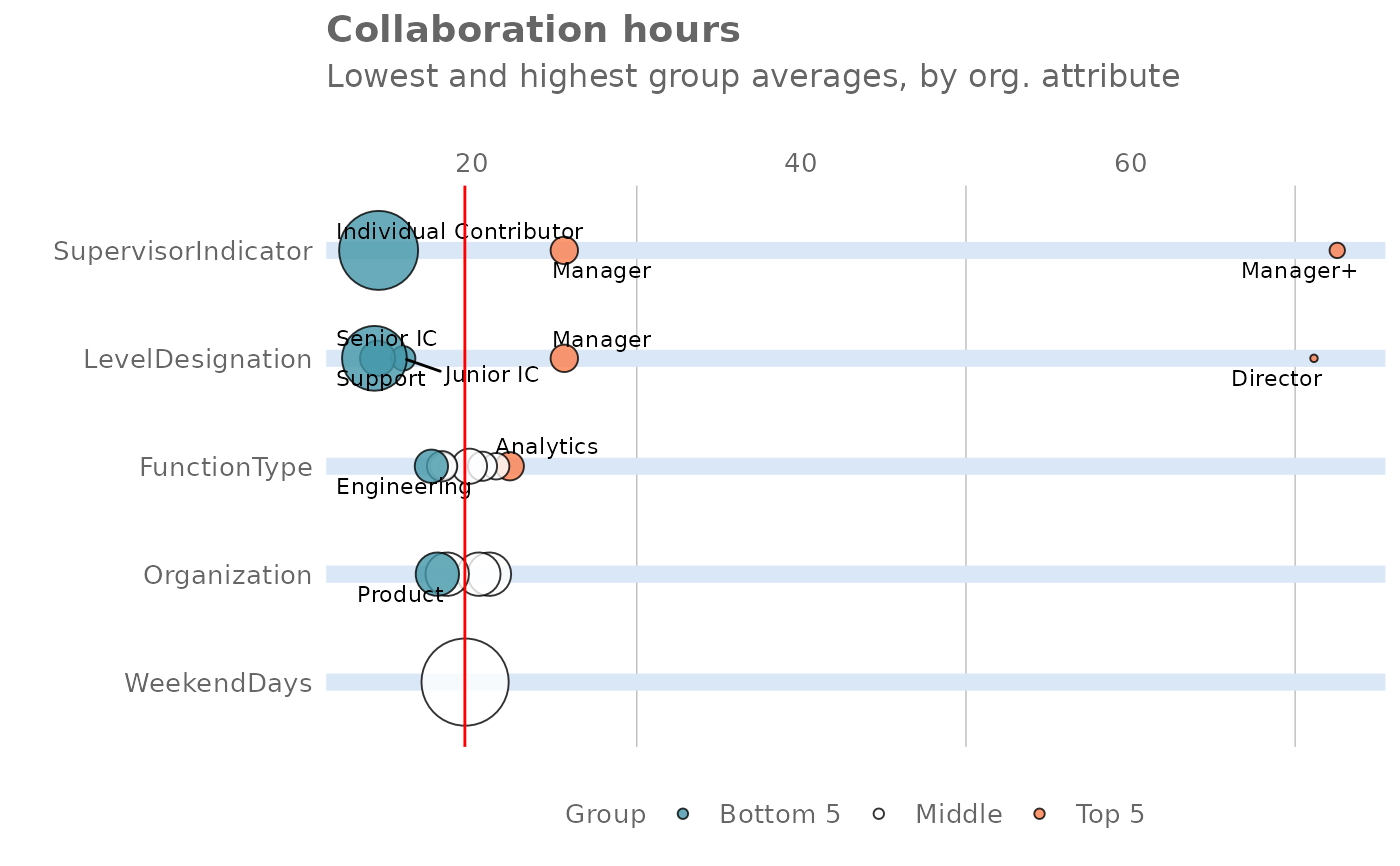 Collaboration hours
Lowest and highest group averages, by org. attribute
20 40 60
SupervisorIndicator
Individual Contributor
Manager
Manager+
LevelDesignation
Senior IC
Support
Junior IC
Manager
Director
FunctionType
Analytics
Engineering
Organization
Product
WeekendDays
Group Bottom 5 Middle Top 5